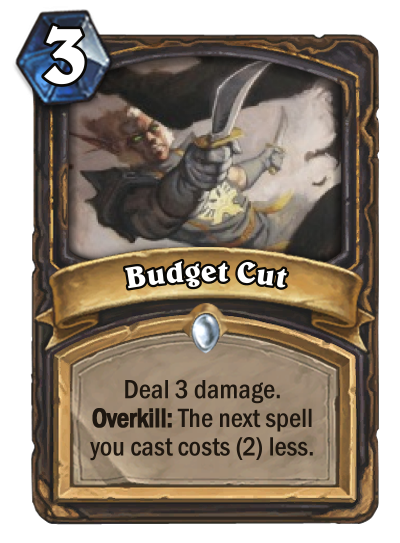 3
Budget Cut
Deal 3 damage.
Overkill: The next spell
you cast costs (2) less.